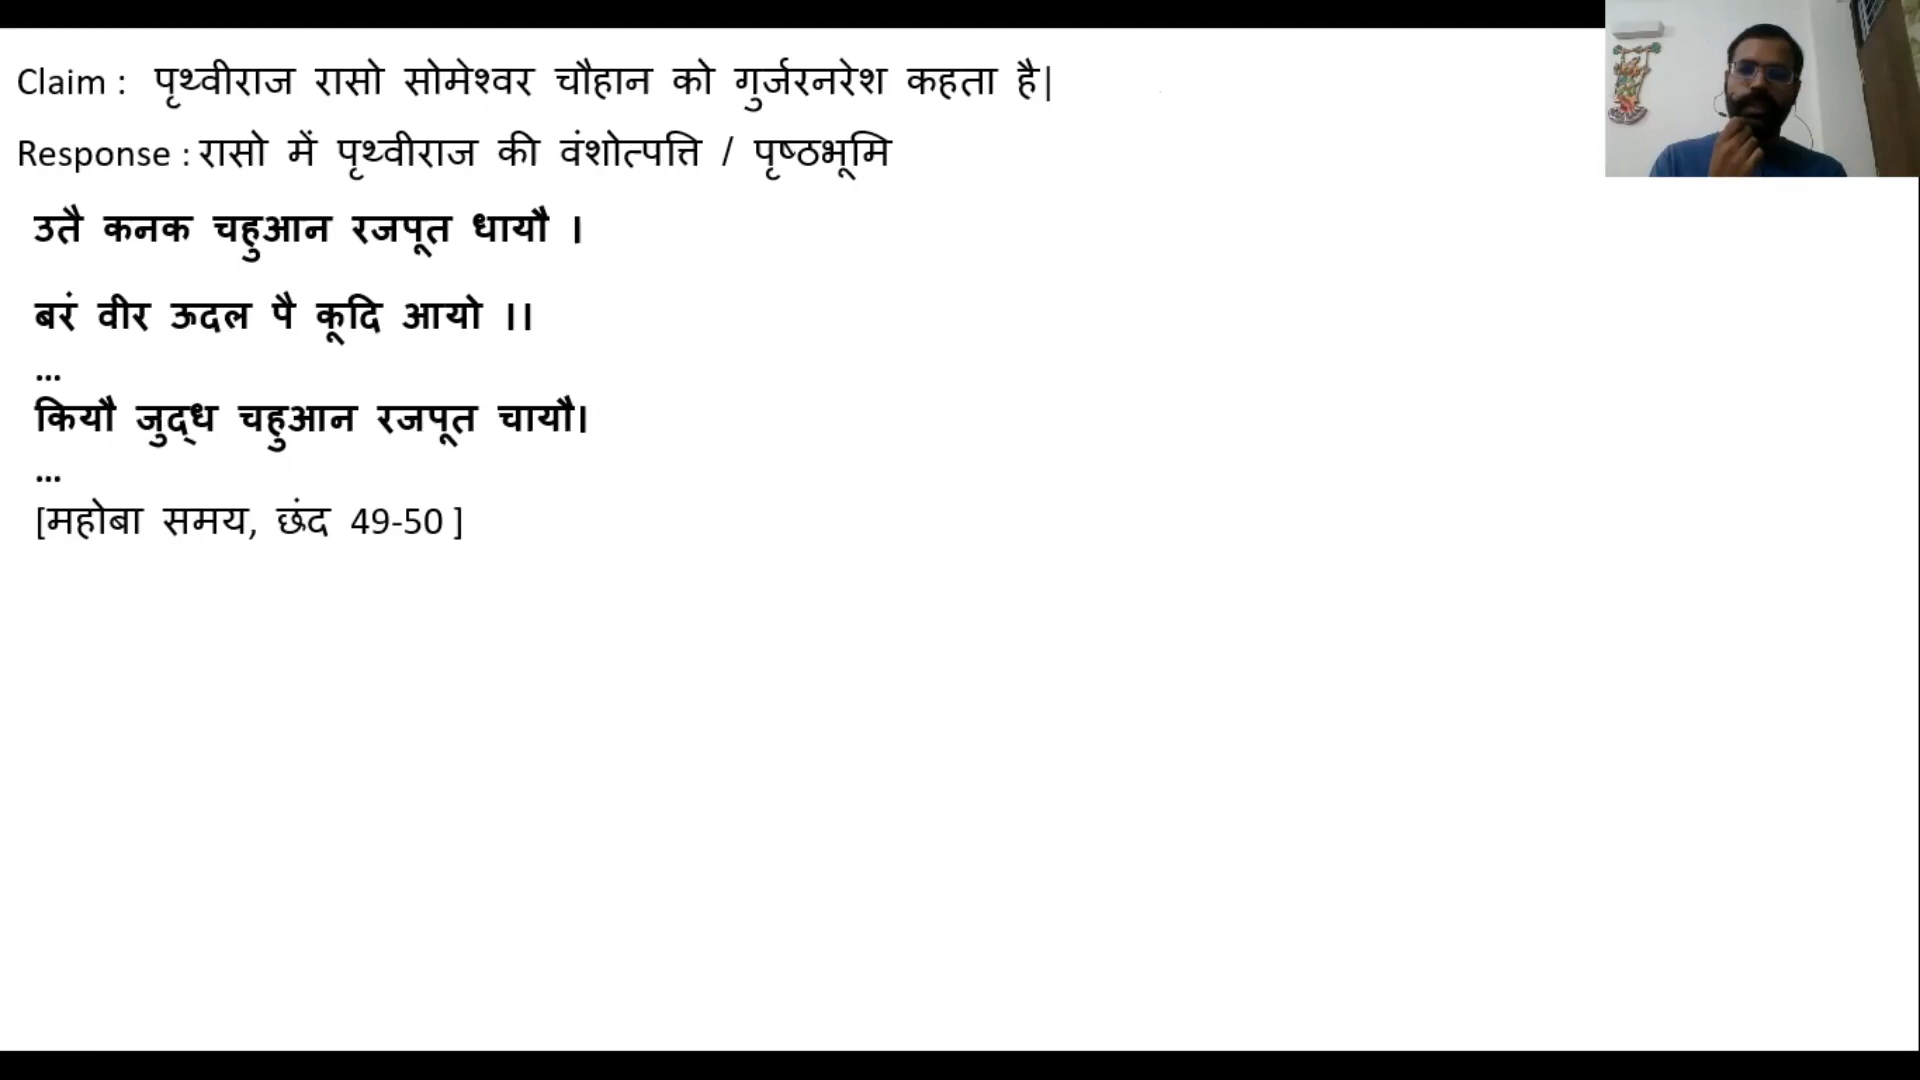 Claim : पृथ्वीराज रासो सोमेश्वर चौहान को गुर्जरनरेश कहता है|
Response : रासो में पृथ्वीराज की वंशोत्पत्ति / पृष्ठभूमि
उतै कनक चहुआन रजपूत धायौ ।
बरं वीर ऊदल पै कूदि आयो ।।
...
कियौ जुद्ध चहुआन रजपूत चायौ।
...
[महोबा समय, छंद 49-50 ]